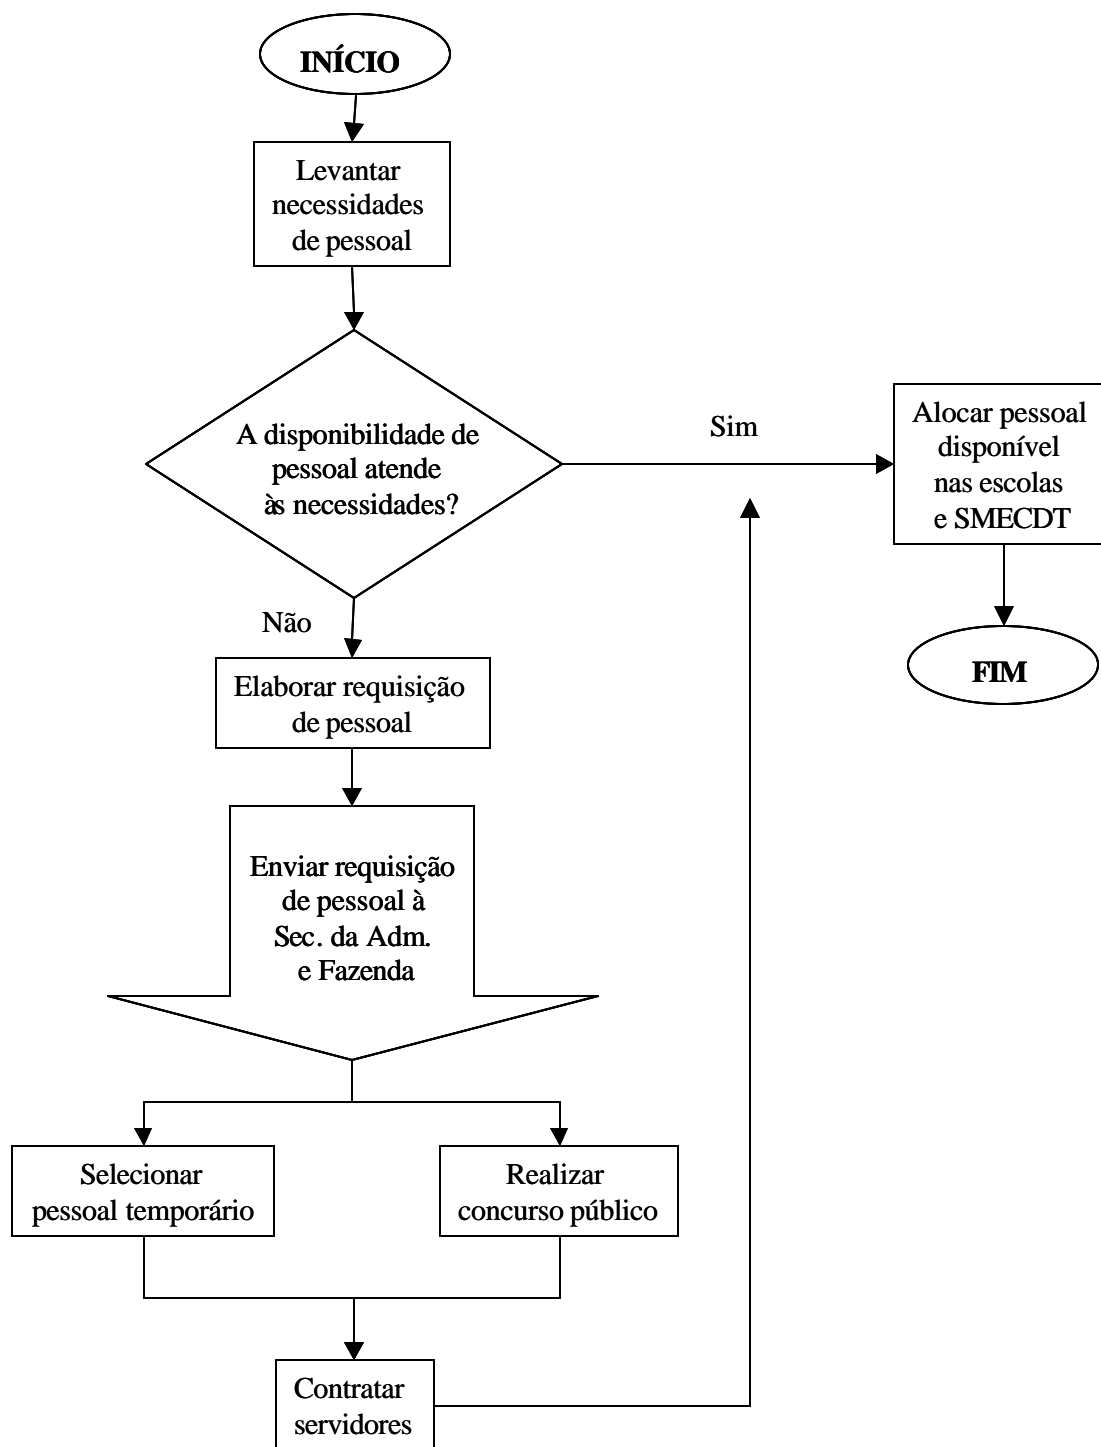 INÍCIO
Levantar
necessidades
de pessoal
A disponibilidade de
pessoal atende
às necessidades?
Sim
Alocar pessoal
disponível
nas escolas
e SMECDT
FIM
Não
Elaborar requisição
de pessoal
Enviar requisição
de pessoal à
Sec. da Adm.
e Fazenda
Selecionar
pessoal temporário
Realizar
concurso público
Contratar
servidores